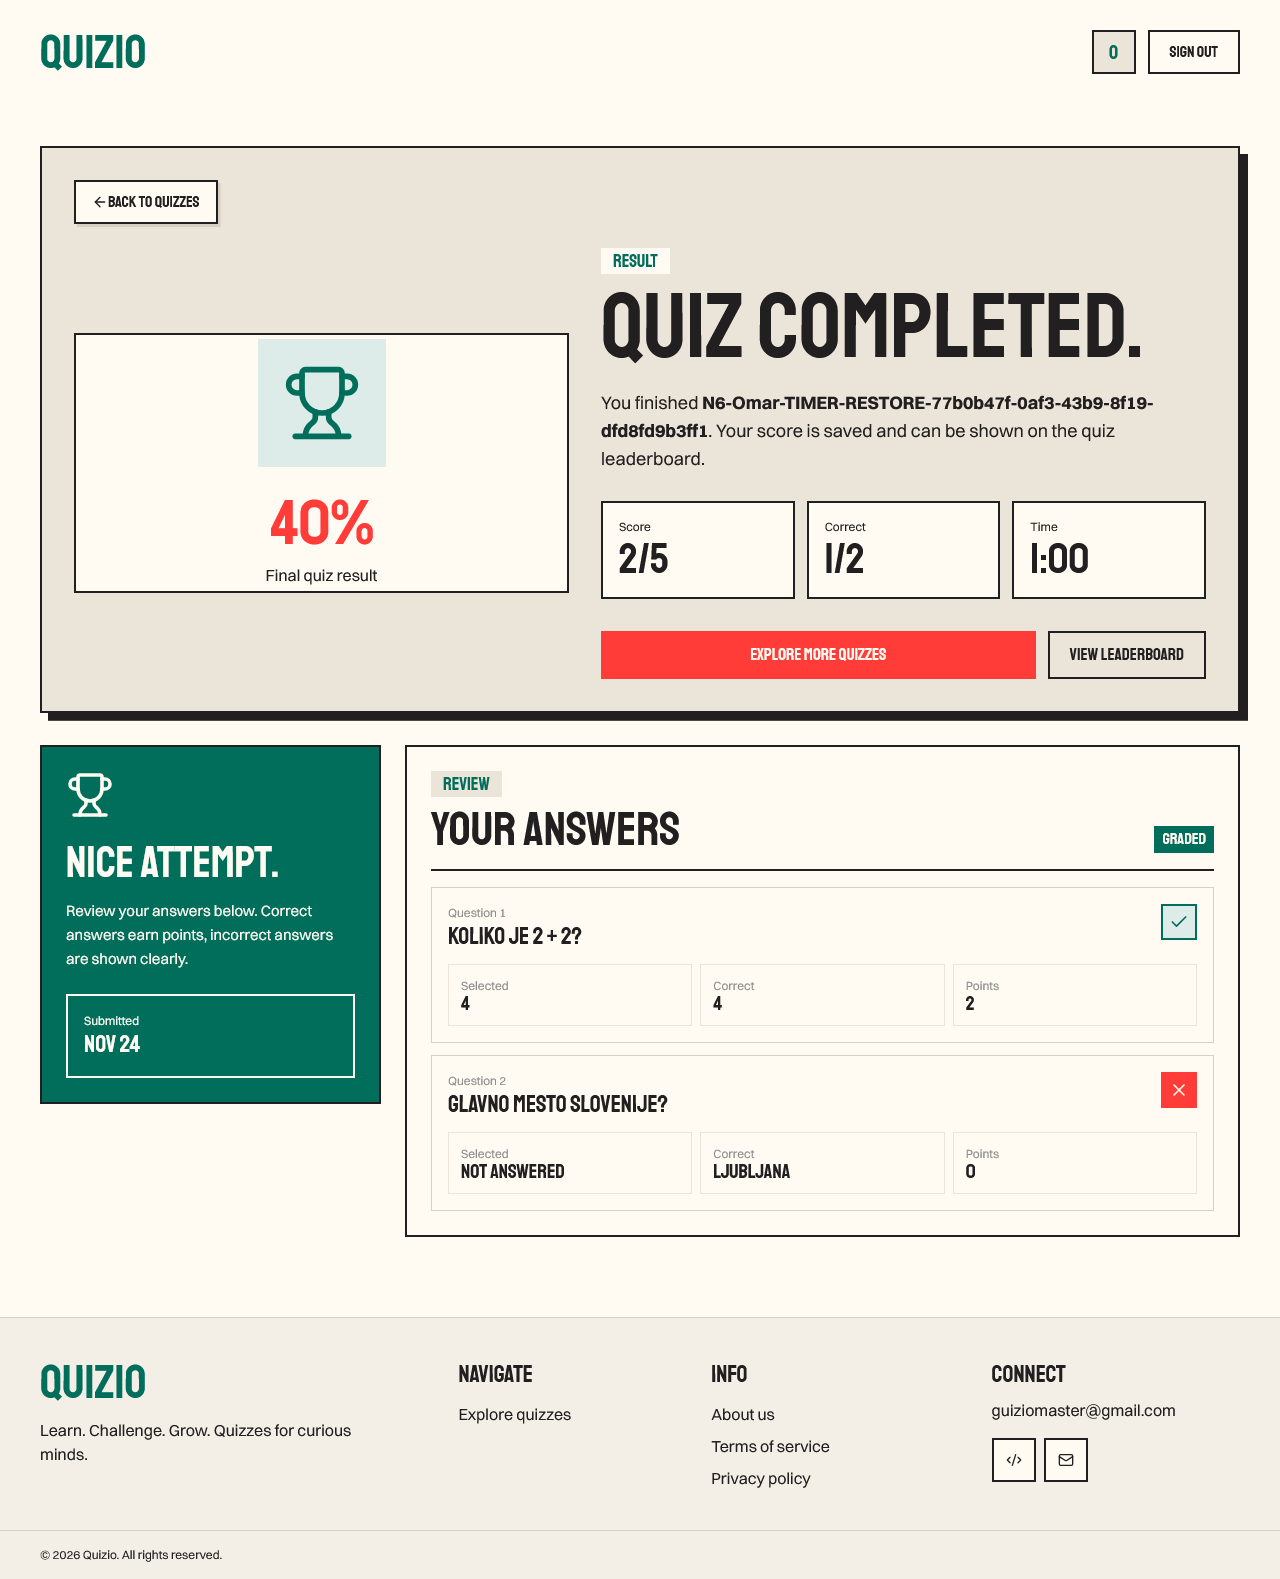 QUIZIO
0
SIGN OUT
BACK TO QUIZZES
RESULT
QUIZ COMPLETED.
You finished N6-Omar-TIMER-RESTORE-77b0b47f-0af3-43b9-8f19-
dfd8fd9b3ff1. Your score is saved and can be shown on the quiz
leaderboard.
40%
Final quiz result
Score
2/5
Correct
1/2
Time
1:00
EXPLORE MORE QUIZZES
VIEW LEADERBOARD
NICE ATTEMPT.
Review your answers below. Correct
answers earn points, incorrect answers
are shown clearly.
Submitted
NOV 24
REVIEW
YOUR ANSWERS
GRADED
Question 1
KOLIKO JE 2 + 2?
Selected
4
Correct
4
Points
2
Question 2
GLAVNO MESTO SLOVENIJE?
Selected
NOT ANSWERED
Correct
LJUBLJANA
Points
0
QUIZIO
Learn. Challenge. Grow. Quizzes for curious
minds.
NAVIGATE
Explore quizzes
INFO
About us
Terms of service
Privacy policy
CONNECT
guiziomaster@gmail.com
© 2026 Quizio. All rights reserved.